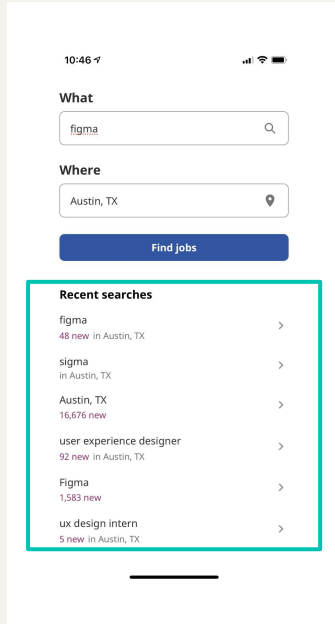 10:46
What
figma
Where
Austin, TX
Find jobs
Recent searches
figma
48 new in Austin, TX
sigma
in Austin, TX
Austin, TX
16,676 new
user experience designer
92 new in Austin, TX
Figma
1,583 new
ux design intern
5 new in Austin, TX